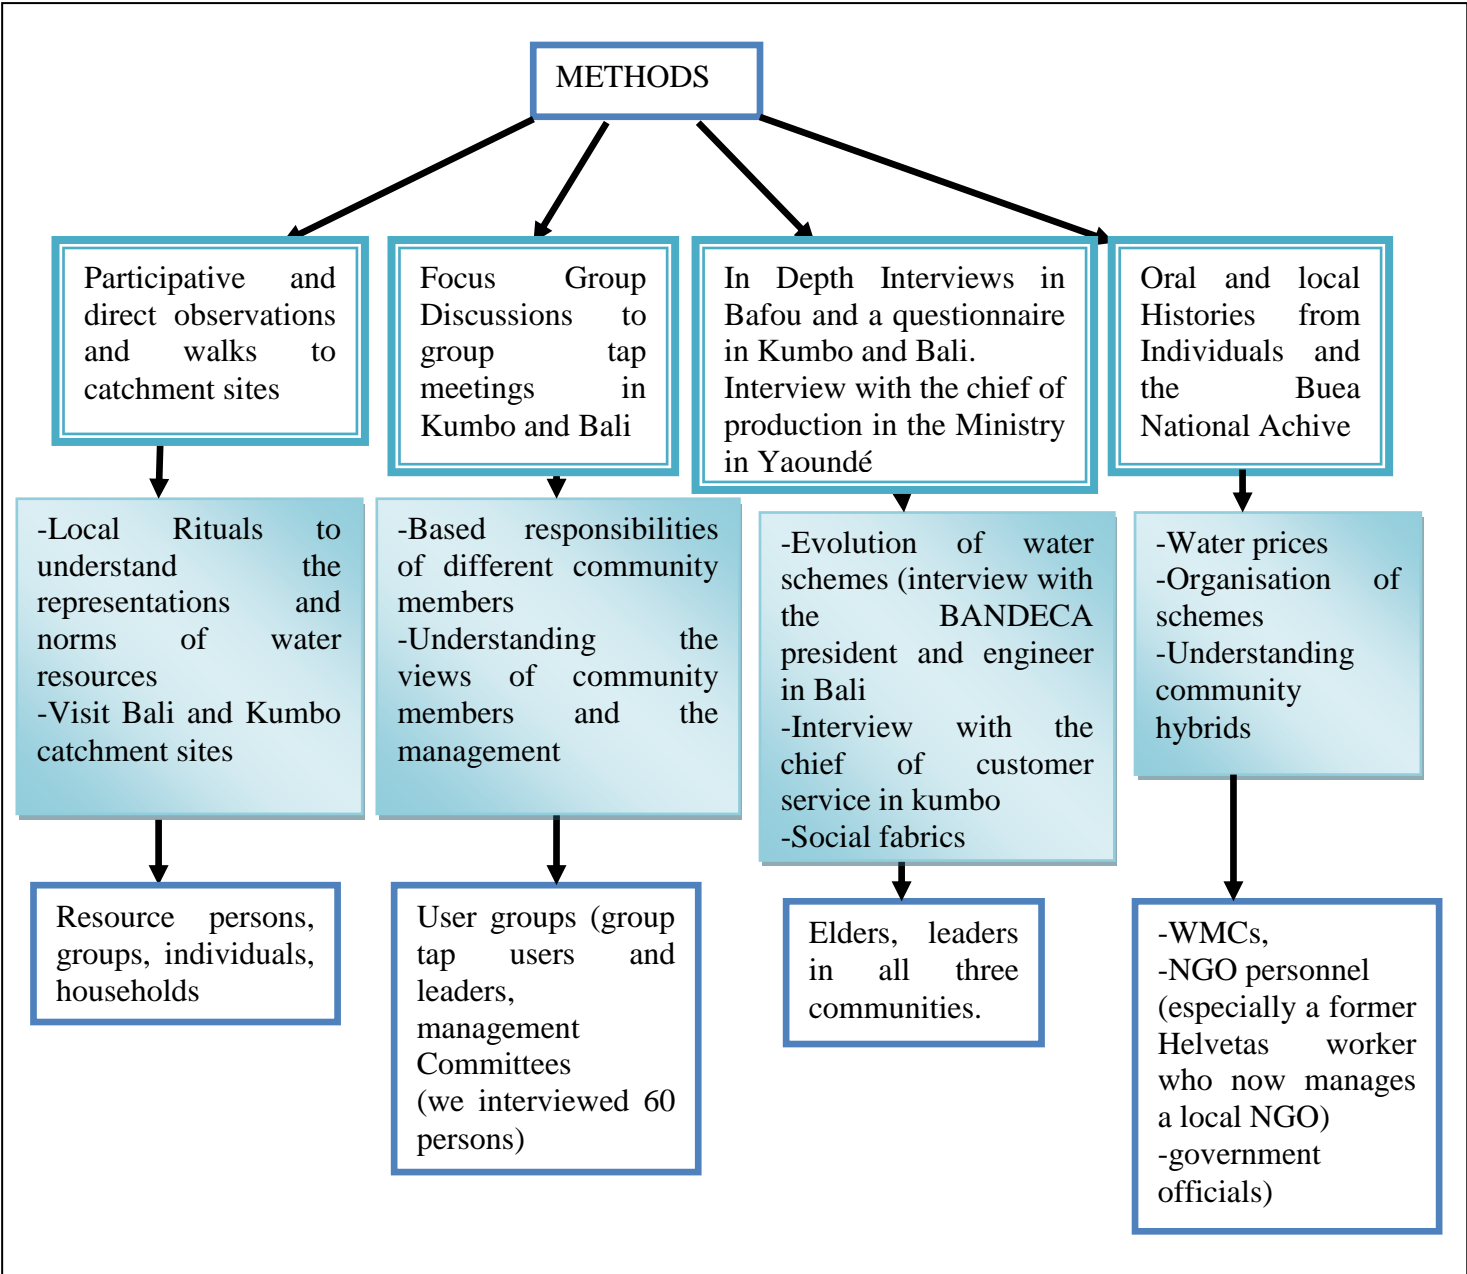 METHODS
Participative and
direct observations
and walks to
catchment sites
Focus Group
Discussions to
group tap
meetings in
Kumbo and Bali
In Depth Interviews in
Bafou and a questionnaire
in Kumbo and Bali.
Interview with the chief of
production in the Ministry
in Yaoundé
Oral and local
Histories from
Individuals and
the Buea
National Achive
-Local Rituals to
understand the
representations and
norms of water
resources
-Visit Bali and Kumbo
catchment sites
-Based responsibilities
of different community
members
-Understanding the
views of community
members and the
management
-Evolution of water
schemes (interview with
the BANDECA
president and engineer
in Bali
-Interview with the
chief of customer
service in kumbo
-Social fabrics
-Water prices
-Organisation of
schemes
-Understanding
community
hybrids
Resource persons,
groups, individuals,
households
User groups (group
tap users and
leaders,
management
Committees
(we interviewed 60
persons)
Elders, leaders
in all three
communities.
-WMCs,
-NGO personnel
(especially a former
Helvetas worker
who now manages
a local NGO)
-government
officials)